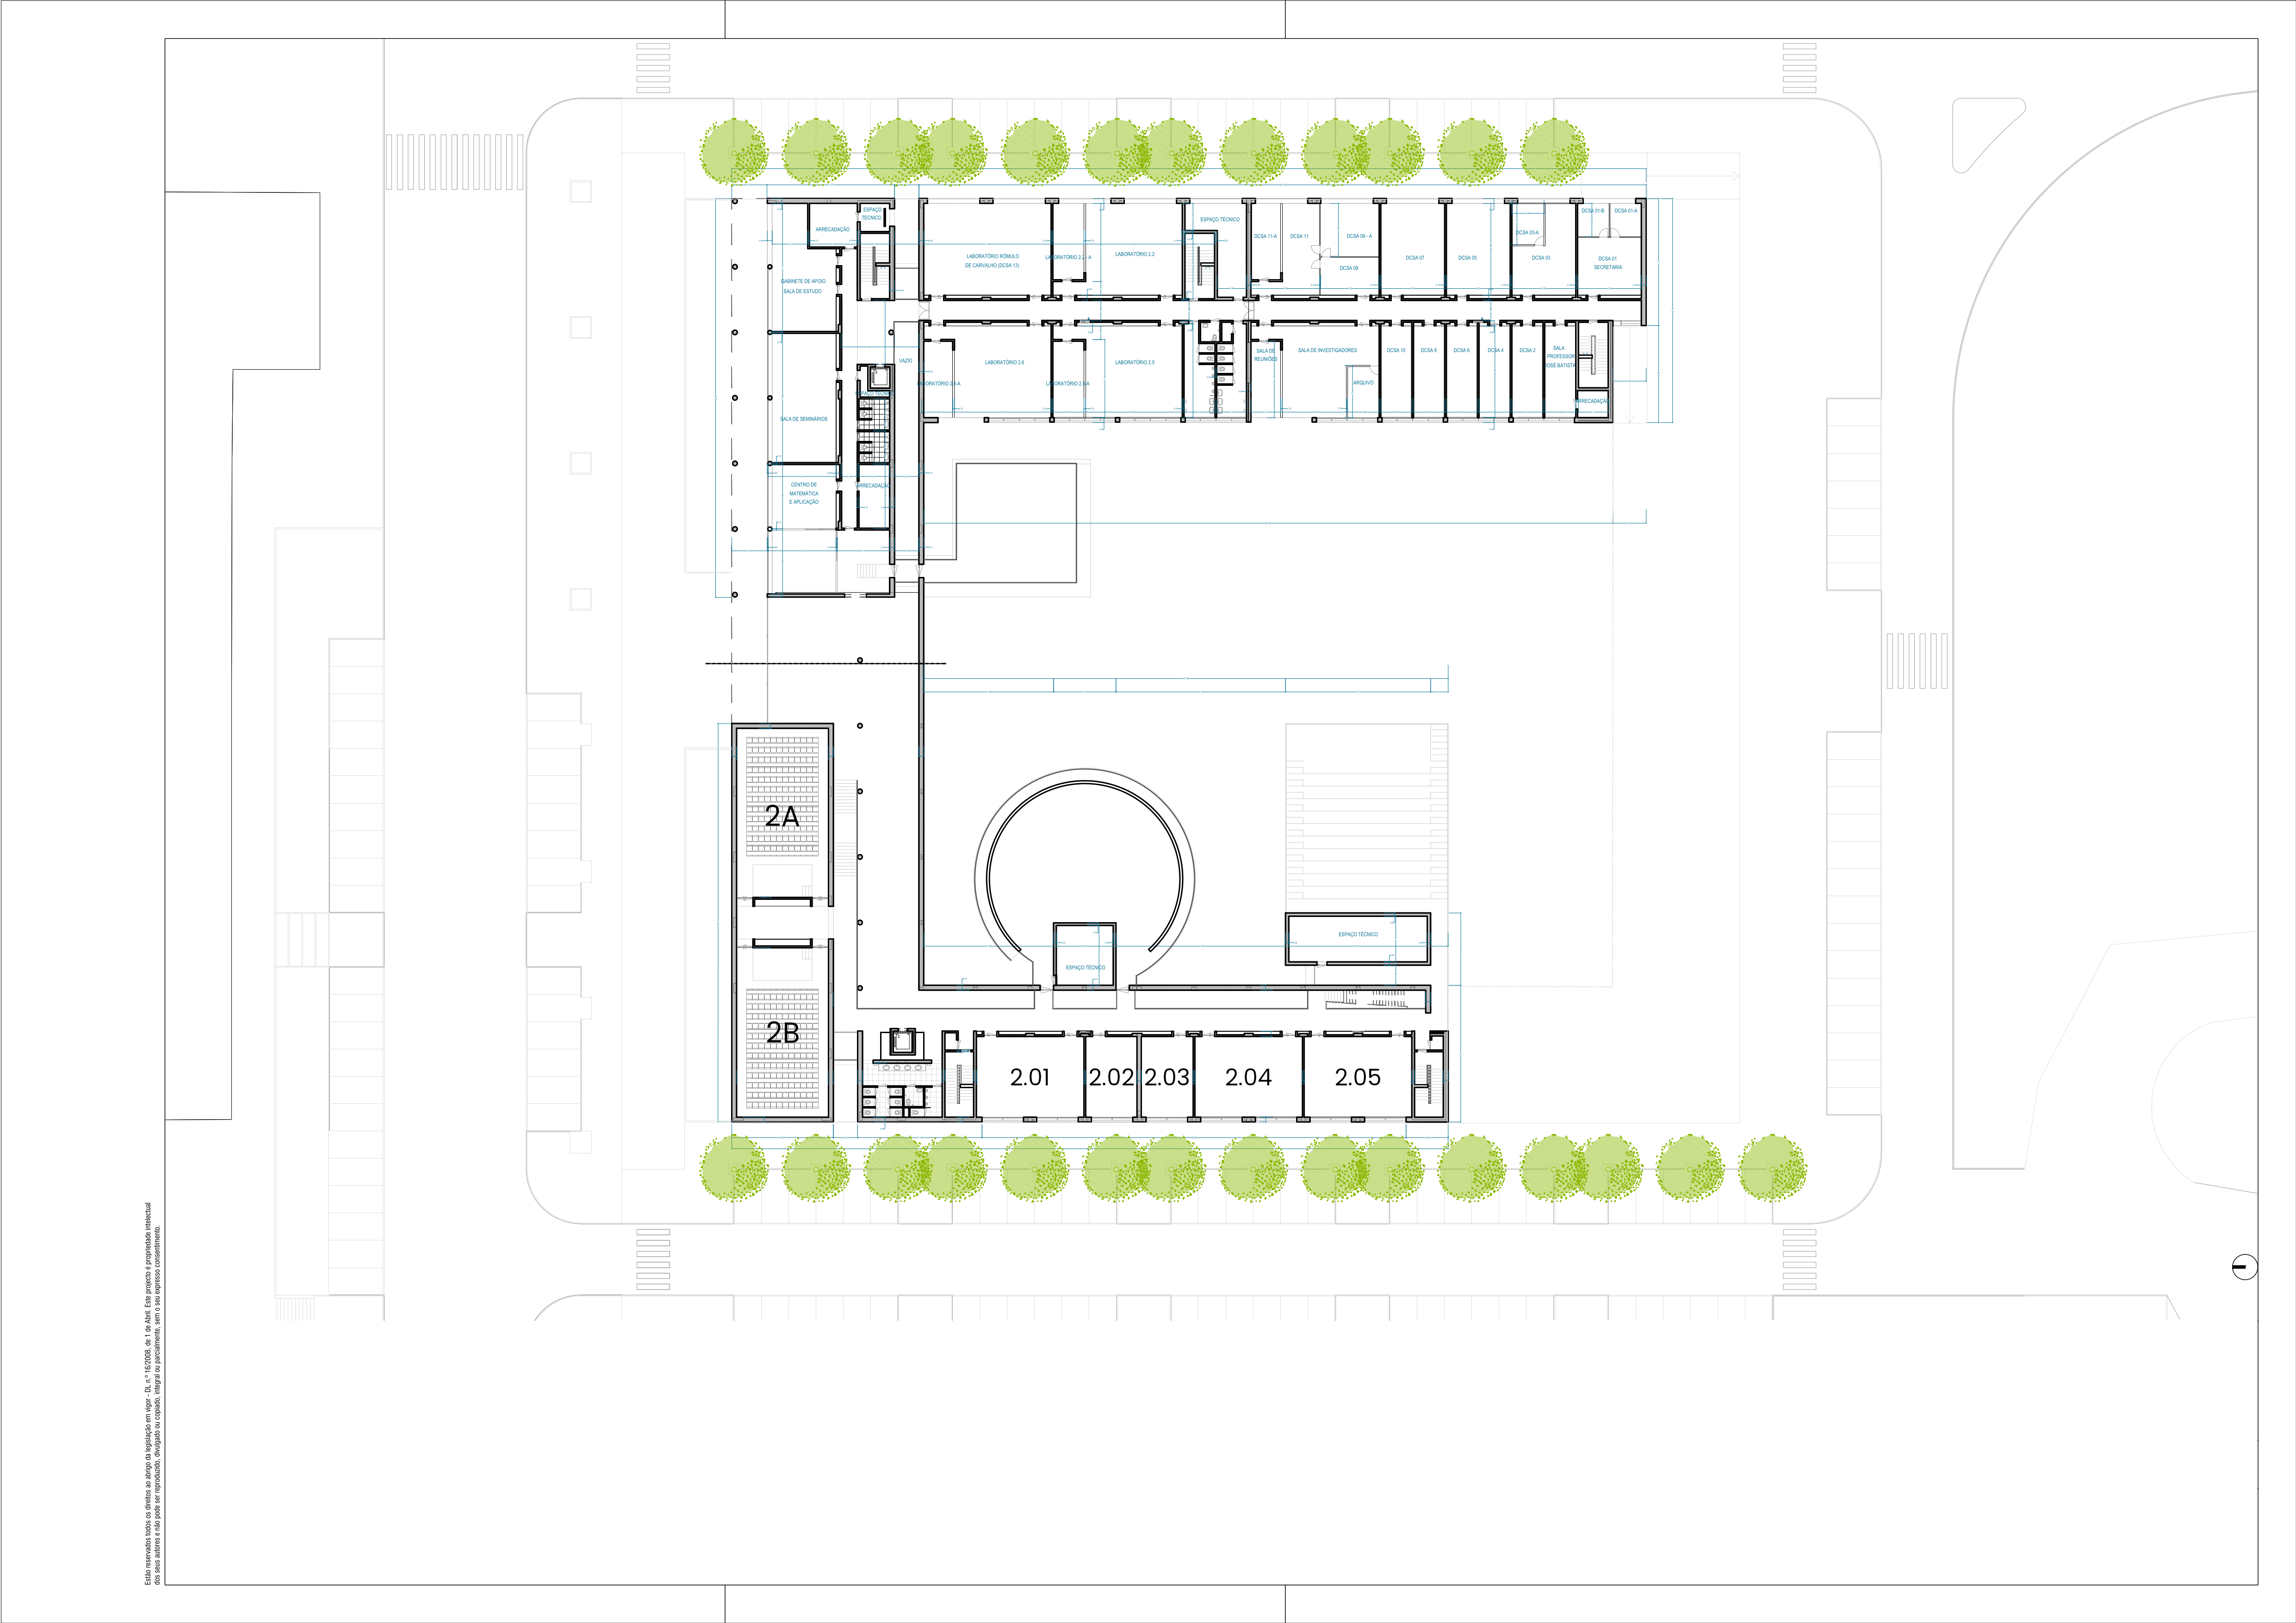 ESPAÇO
TECNICO
ARRECADAÇÃO
ESPAÇO TÉCNICO
DCSA 01-B
DCSA 01-A
DCSA 11-A
DCSA 11
DCSA 09 - A
DCSA 03-A
LABORATÓRIO RÓMULO
DE CARVALHO (DCSA 13)
LABORATÓRIO 2.2 - A
LABORATÓRIO 2.2
DCSA 09
DCSA 07
DCSA 05
DCSA 03
DCSA 01
SECRETARIA
GABINETE DE APOIO
SALA DE ESTUDO
VAZIO
LABORATÓRIO 2.6
LABORATÓRIO 2.5
SALA DE
REUNIÕES
SALA DE INVESTIGADORES
DCSA 10
DCSA 8
DCSA 6
DCSA 4
DCSA 2
SALA
PROFESSOR
JOSÉ BATISTA
LABORATÓRIO 2.6-A
LABORATÓRIO 2.5-A
ARQUIVO
ESPAÇO TÉCNICO
ARRECADAÇÃO
SALA DE SEMINÁRIOS
CENTRO DE
MATEMÁTICA
E APLICAÇÃO
ARRECADAÇÃO
2A
2B
ESPAÇO TÉCNICO
ESPAÇO TÉCNICO
2.01
2.02
2.03
2.04
2.05
Estão reservados todos os direitos ao abrigo da legislação em vigor - DL n.º 16/2008, de 1 de Abril. Este projecto é propriedade intelectual
dos seus autores e não pode ser reproduzido, divulgado ou copiado, integral ou parcialmente, sem o seu expresso consentimento.